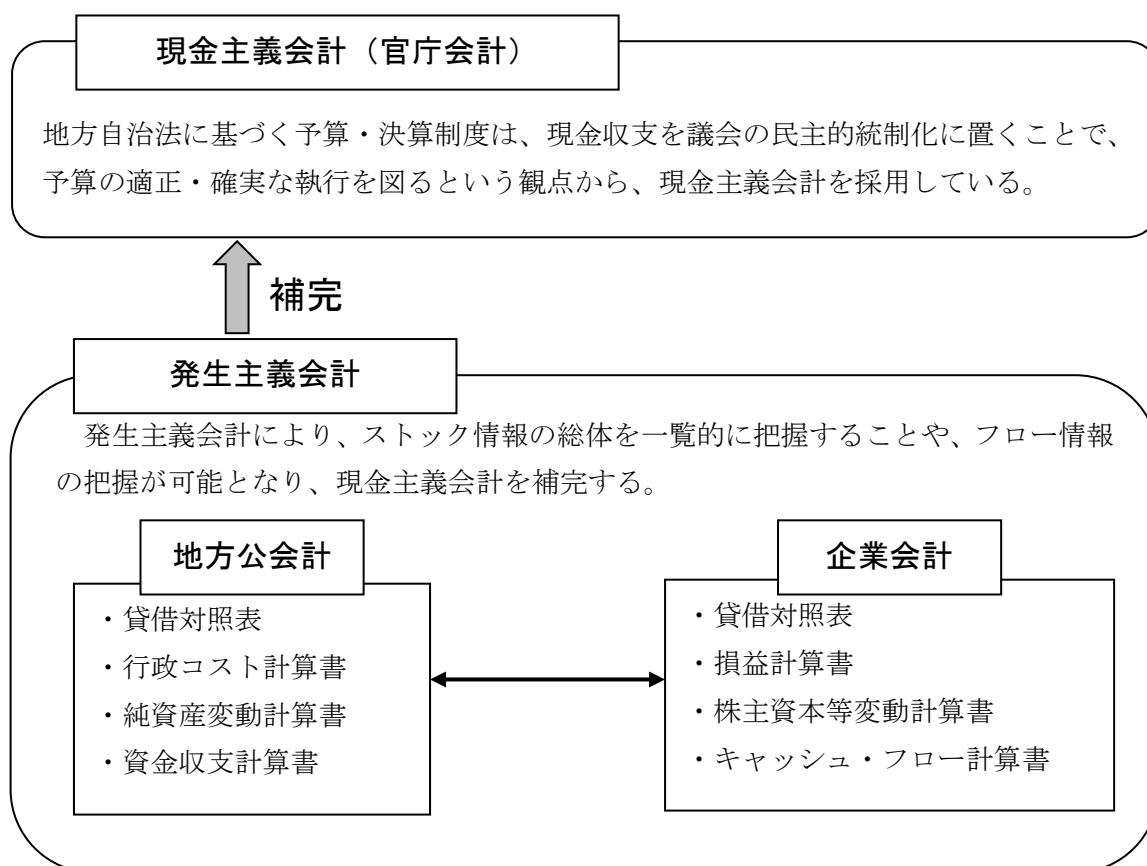 現金主義会計（官庁会計）
地方自治法に基づく予算・決算制度は、現金収支を議会の民主的統制化に置くことで、
予算の適正・確実な執行を図るという観点から、現金主義会計を採用している。
補完
発生主義会計
発生主義会計により、ストック情報の総体を一覧的に把握することや、フロー情報
の把握が可能となり、現金主義会計を補完する。
地方公会計
・貸借対照表
・行政コスト計算書
・純資産変動計算書
・資金収支計算書
企業会計
・貸借対照表
・損益計算書
・株主資本等変動計算書
・キャッシュ・フロー計算書